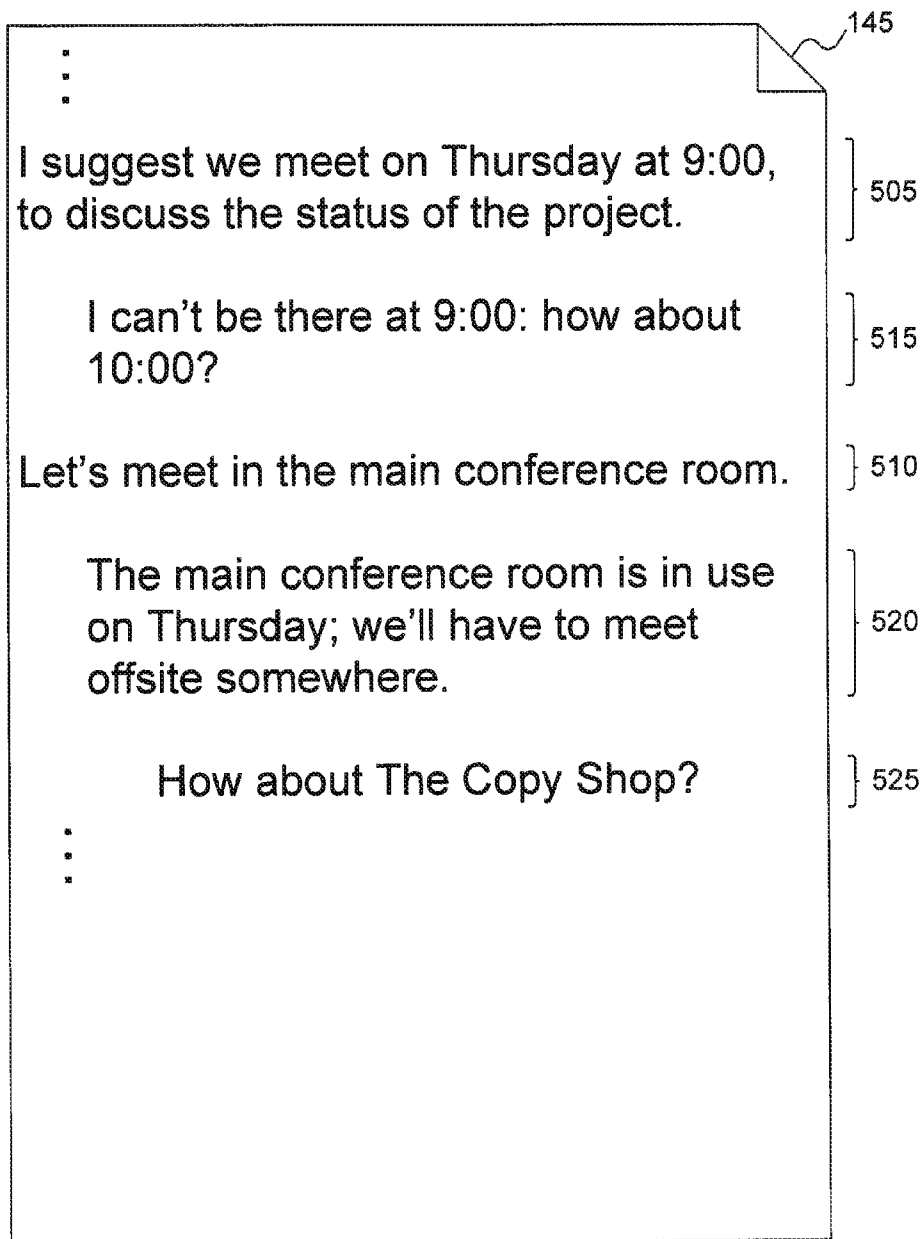 145
I suggest we meet on Thursday at 9:00,
to discuss the status of the project.
505
I can't be there at 9:00: how about
10:00?
515
Let's meet in the main conference room.
510
The main conference room is in use
on Thursday; we'll have to meet
offsite somewhere.
520
How about The Copy Shop?
525